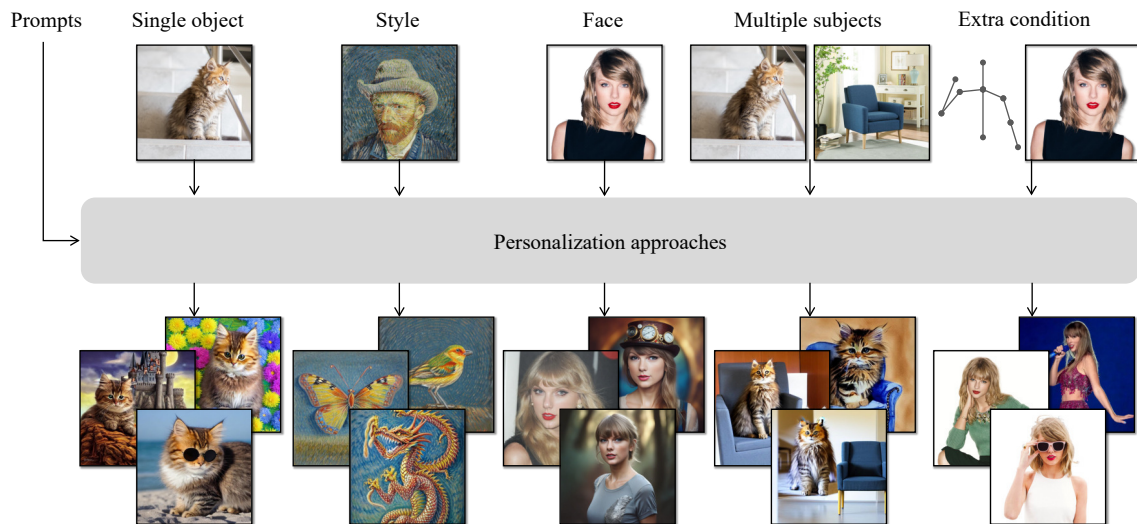 Prompts
Single object
Style
Face
Multiple subjects
Extra condition
Personalization approaches